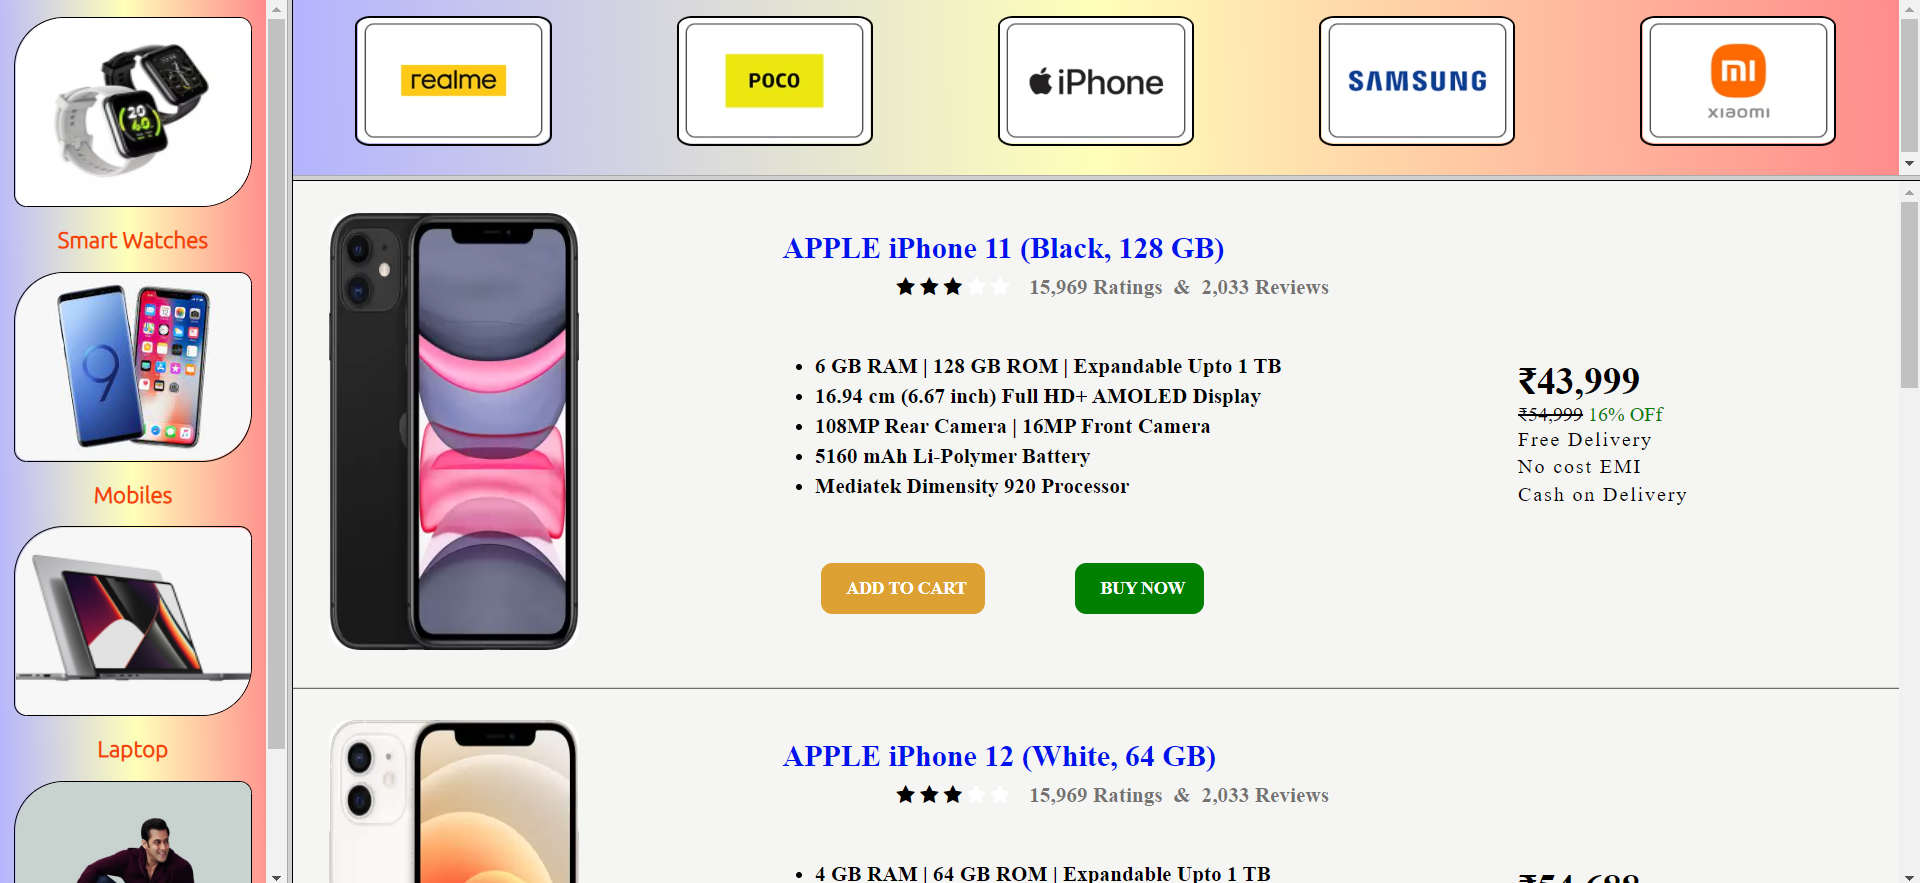 Smart Watches
Mobiles
Laptop
realme
POCO
iPhone
SAMSUNG
xiaomi
APPLE iPhone 11 (Black, 128 GB)
15,969 Ratings & 2,033 Reviews
6 GB RAM | 128 GB ROM | Expandable Upto 1 TB
16.94 cm (6.67 inch) Full HD+ AMOLED Display
108MP Rear Camera | 16MP Front Camera
5160 mAh Li-Polymer Battery
Mediatek Dimensity 920 Processor
₹43,999
₹54,999 16% OFf
Free Delivery
No cost EMI
Cash on Delivery
ADD TO CART
BUY NOW
APPLE iPhone 12 (White, 64 GB)
15,969 Ratings & 2,033 Reviews
4 GB RAM | 64 GB ROM | Expandable Upto 1 TB